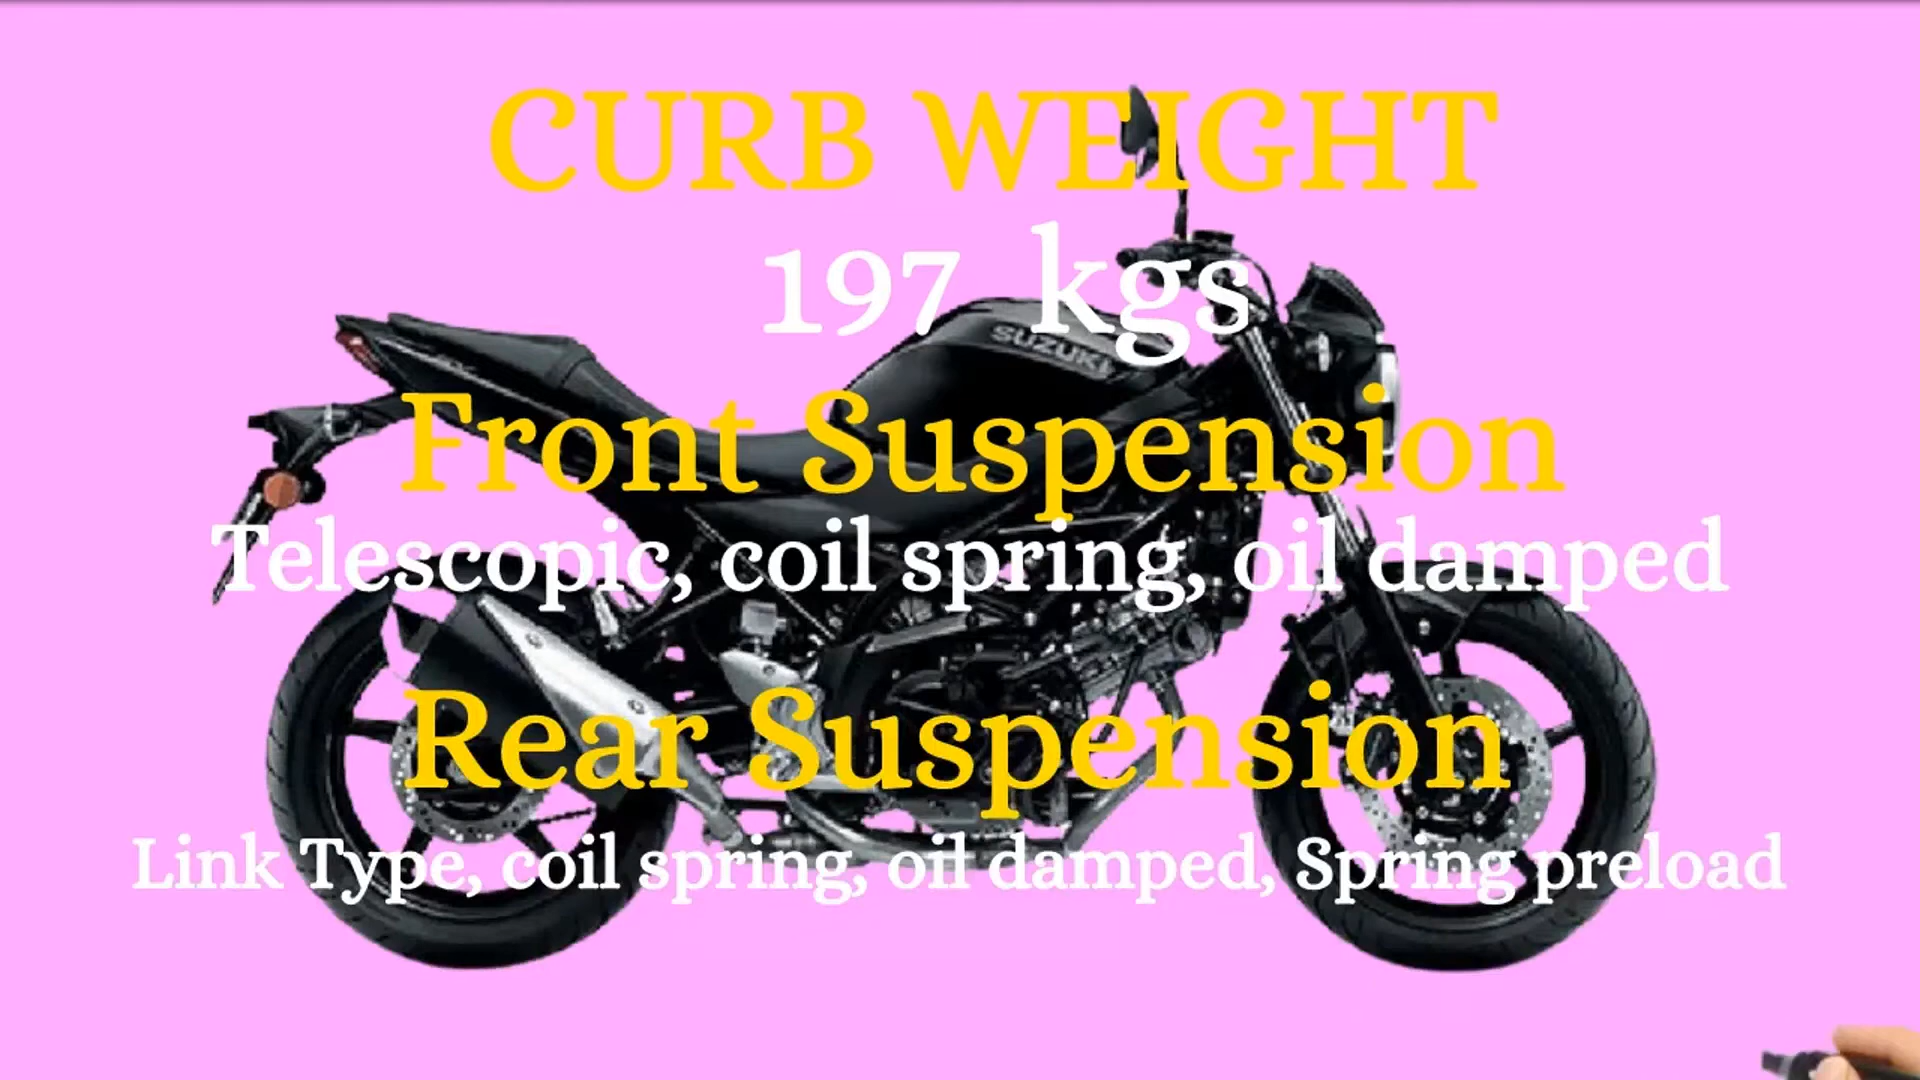 CURB WEIGHT
197 kgs
SUZUKI
Front Suspension
Telescopic, coil spring, oil damped
Rear Suspension
Link Type, coil spring, oil damped, Spring preload